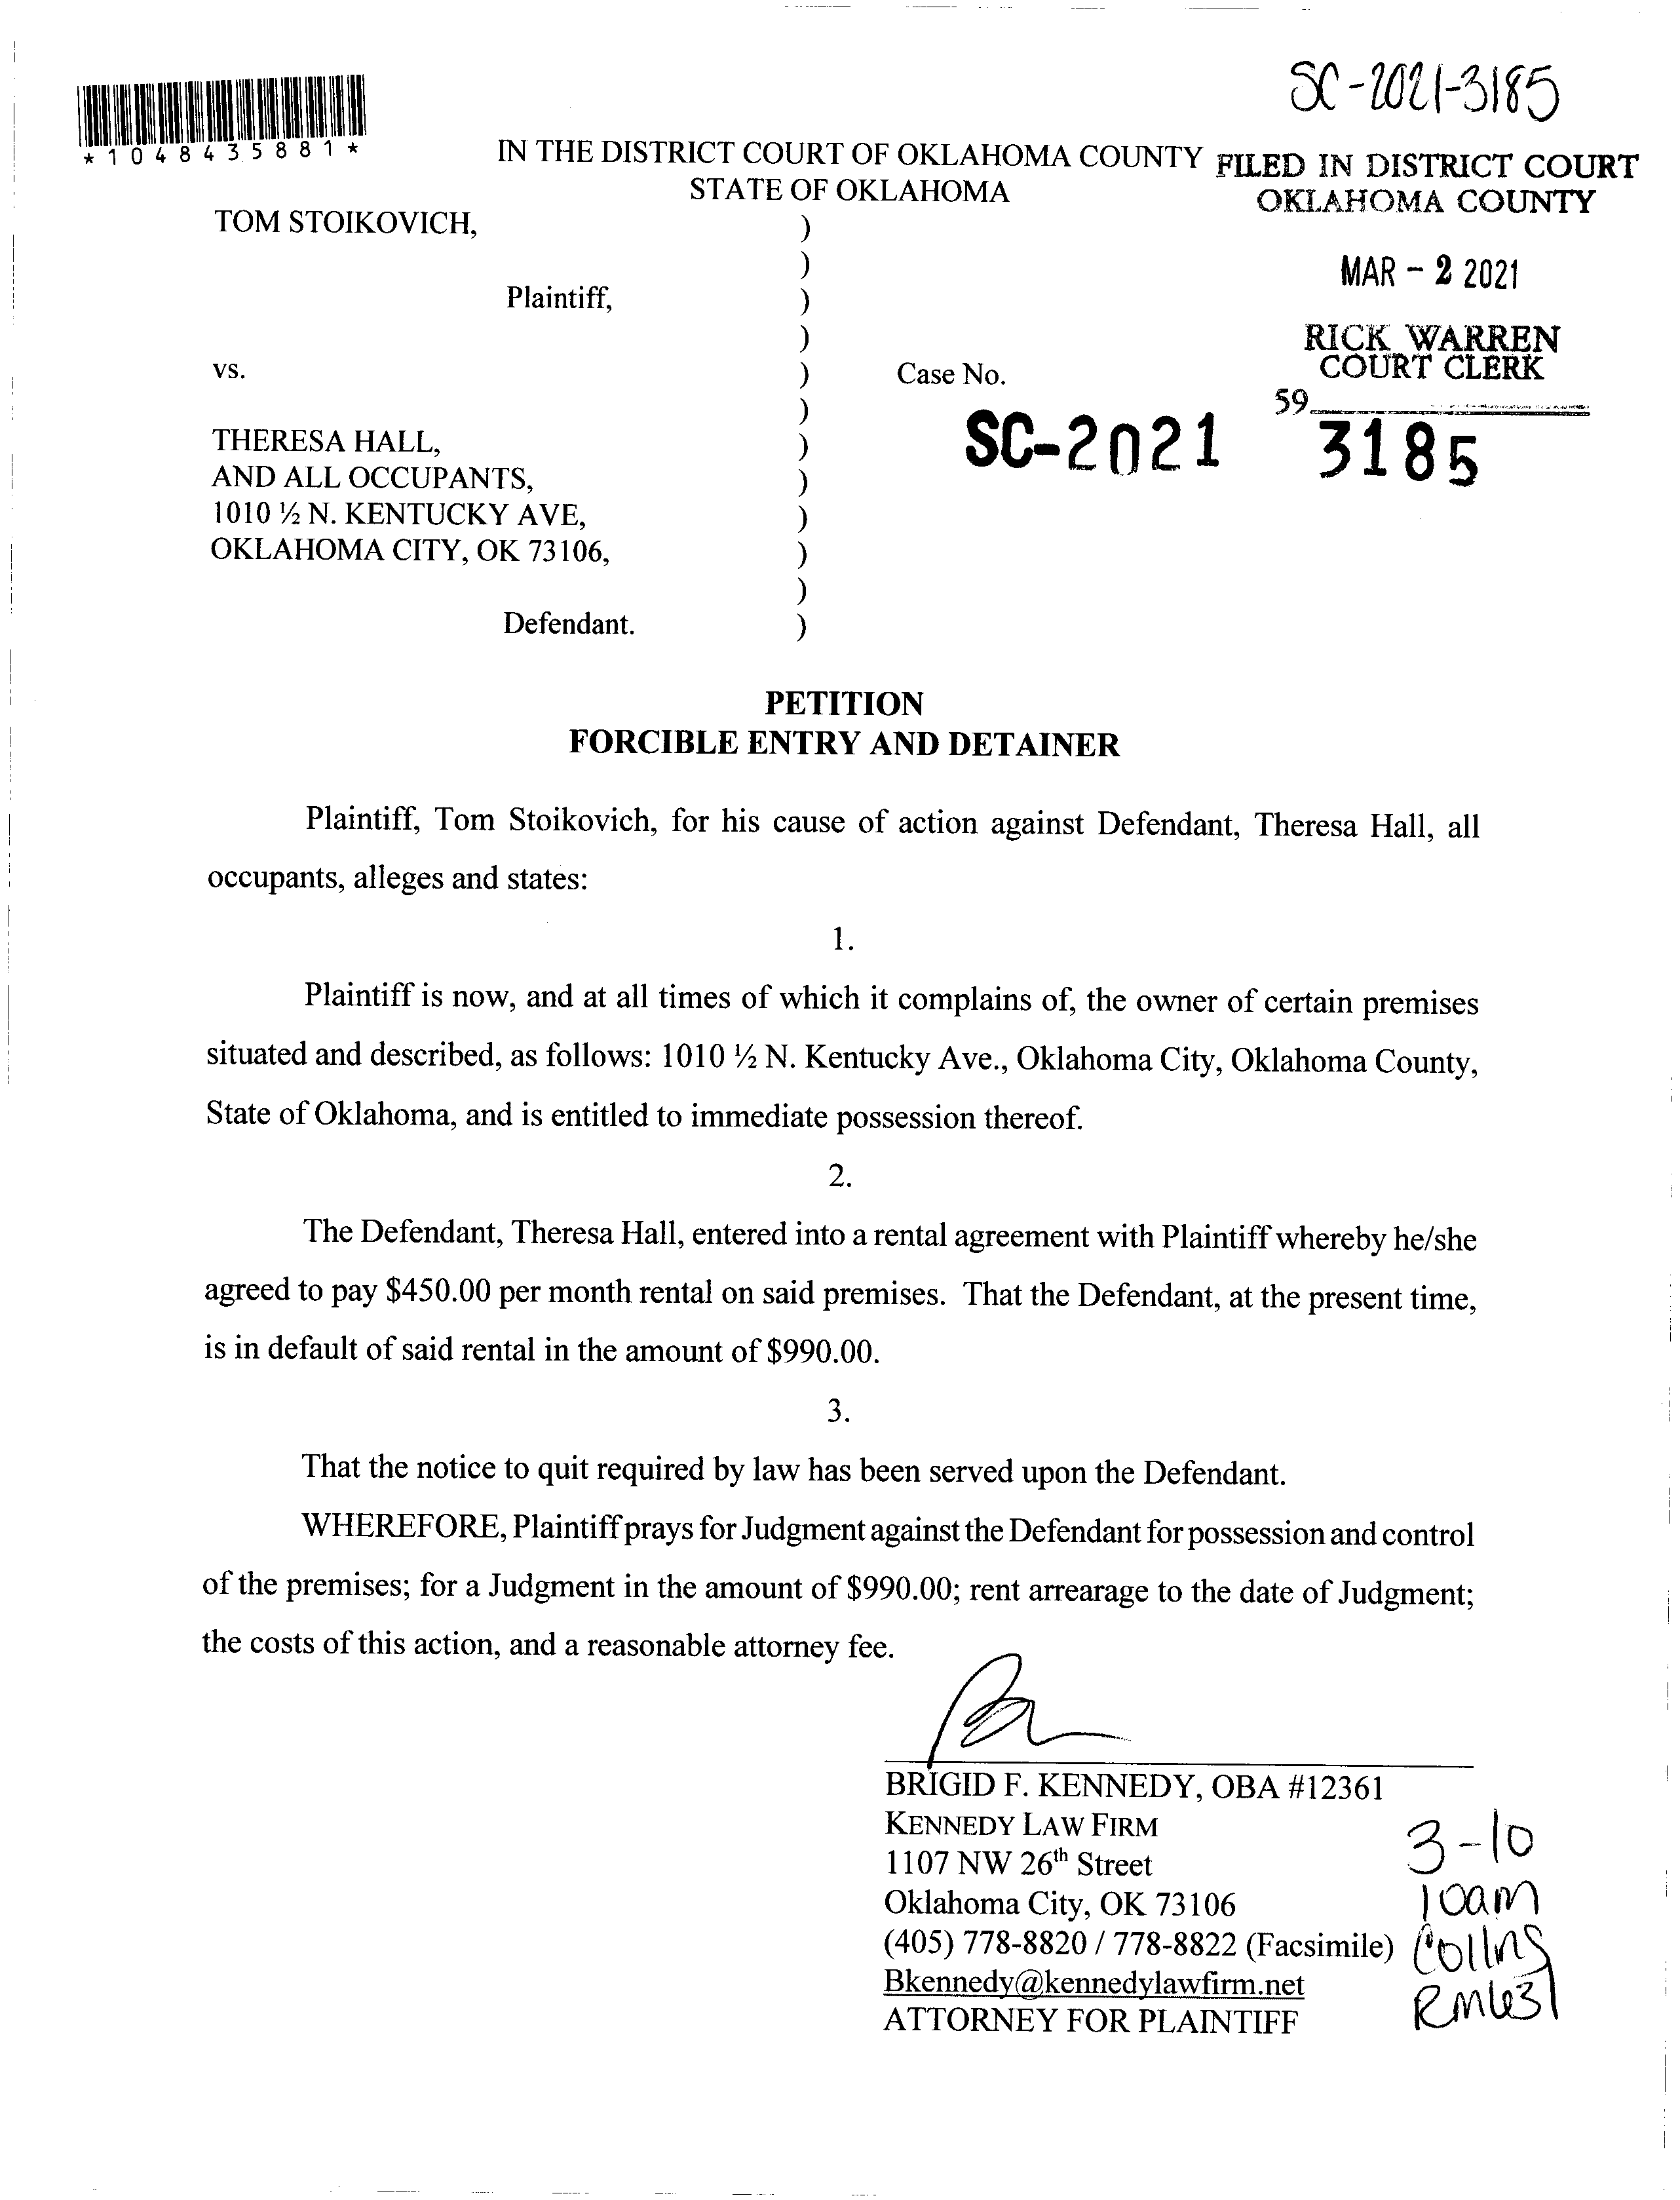 SC-2021-3185
*1048435881*
IN THE DISTRICT COURT OF OKLAHOMA COUNTY
STATE OF OKLAHOMA
FILED IN DISTRICT COURT
OKLAHOMA COUNTY
MAR - 2 2021
RICK WARREN
COURT CLERK
59
TOM STOIKOVICH, )
)
Plaintiff, )
)
vs. ) Case No.
)
SC-2021 3185
THERESA HALL, )
AND ALL OCCUPANTS, )
1010 ½ N. KENTUCKY AVE, )
OKLAHOMA CITY, OK 73106, )
)
Defendant. )
PETITION
FORCIBLE ENTRY AND DETAINER
Plaintiff, Tom Stoikovich, for his cause of action against Defendant, Theresa Hall, all
occupants, alleges and states:
1.
Plaintiff is now, and at all times of which it complains of, the owner of certain premises
situated and described, as follows: 1010 ½ N. Kentucky Ave., Oklahoma City, Oklahoma County,
State of Oklahoma, and is entitled to immediate possession thereof.
2.
The Defendant, Theresa Hall, entered into a rental agreement with Plaintiff whereby he/she
agreed to pay $450.00 per month rental on said premises. That the Defendant, at the present time,
is in default of said rental in the amount of $990.00.
3.
That the notice to quit required by law has been served upon the Defendant.
WHEREFORE, Plaintiff prays for Judgment against the Defendant for possession and control
of the premises; for a Judgment in the amount of $990.00; rent arrearage to the date of Judgment;
the costs of this action, and a reasonable attorney fee.
BRIGID F. KENNEDY, OBA #12361
KENNEDY LAW FIRM
1107 NW 26th Street
Oklahoma City, OK 73106
(405) 778-8820 / 778-8822 (Facsimile)
Bkennedy@kennedylawfirm.net
ATTORNEY FOR PLAINTIFF
3-10
10am
Collins
Rm631